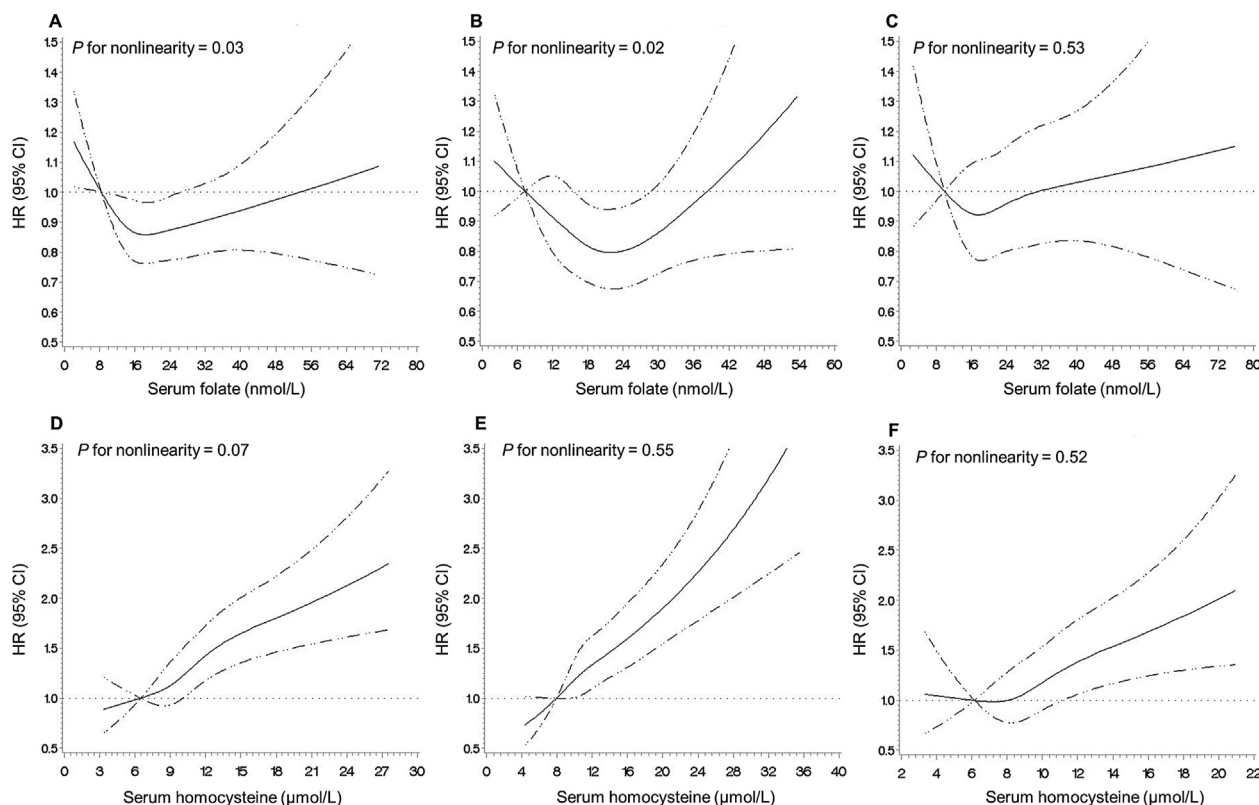 A
P for nonlinearity = 0.03
HR (95% CI)
1.5
1.4
1.3
1.2
1.1
1.0
0.9
0.8
0.7
0.6
0.5
0 8 16 24 32 40 48 56 64 72 80
Serum folate (nmol/L)
B
P for nonlinearity = 0.02
HR (95% CI)
1.5
1.4
1.3
1.2
1.1
1.0
0.9
0.8
0.7
0.6
0.5
0 6 12 18 24 30 36 42 48 54 60
Serum folate (nmol/L)
C
P for nonlinearity = 0.53
HR (95% CI)
1.5
1.4
1.3
1.2
1.1
1.0
0.9
0.8
0.7
0.6
0.5
0 8 16 24 32 40 48 56 64 72 80
Serum folate (nmol/L)
D
P for nonlinearity = 0.07
HR (95% CI)
3.5
3.0
2.5
2.0
1.5
1.0
0.5
0 3 6 9 12 15 18 21 24 27 30
Serum homocysteine (μmol/L)
E
P for nonlinearity = 0.55
HR (95% CI)
3.5
3.0
2.5
2.0
1.5
1.0
0.5
0 4 8 12 16 20 24 28 32 36 40
Serum homocysteine (μmol/L)
F
P for nonlinearity = 0.52
HR (95% CI)
3.5
3.0
2.5
2.0
1.5
1.0
0.5
2 4 6 8 10 12 14 16 18 20 22
Serum homocysteine (μmol/L)